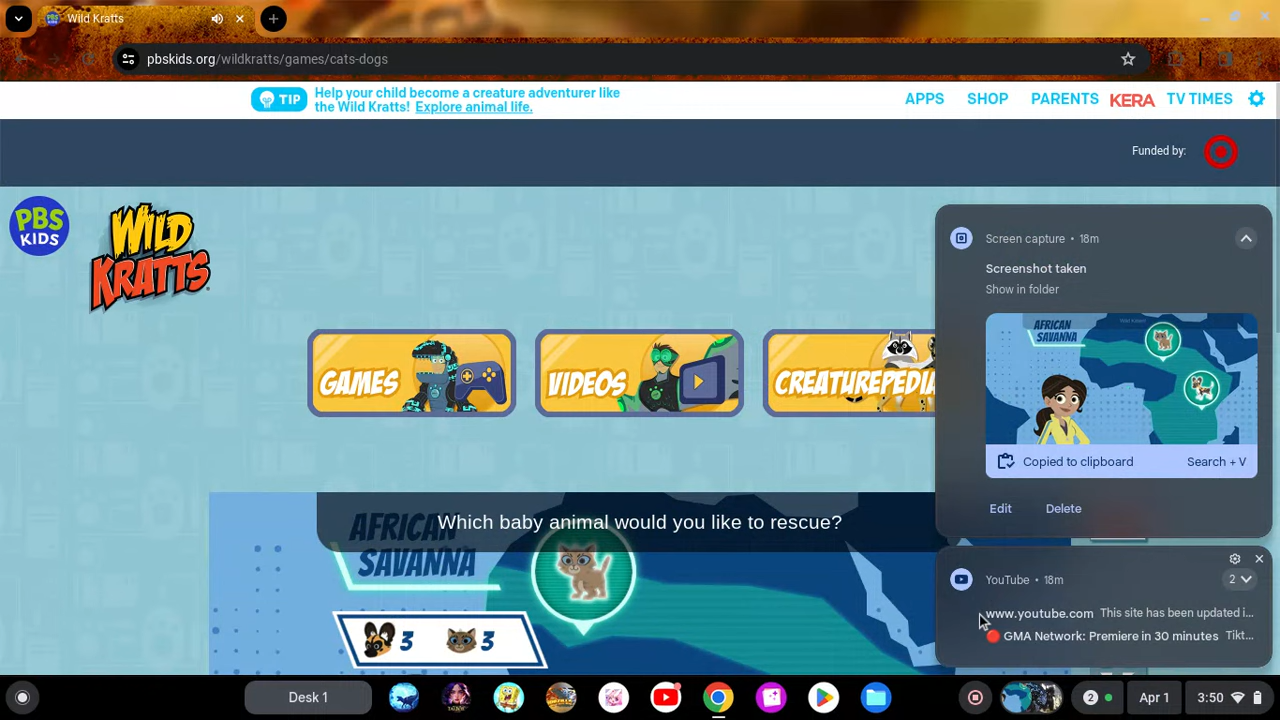 Wild Kratts
pbskids.org/wildkratts/games/cats-dogs
TIP
Help your child become a creature adventurer like
the Wild Kratts! Explore animal life.
APPS SHOP PARENTS KERA TV TIMES
Funded by:
PBS
KIDS
WILD
KRATTS
GAMES
VIDEOS
CREATUREPEDIA
Which baby animal would you like to rescue?
AFRICAN
SAVANNA
3 3
Screen capture • 18m
Screenshot taken
Show in folder
AFRICAN
SAVANNA
Copied to clipboard Search + V
Edit Delete
YouTube • 18m
2
www.youtube.com This site has been updated i...
🔴 GMA Network: Premiere in 30 minutes Tikt...
Desk 1
2
Apr 1
3:50